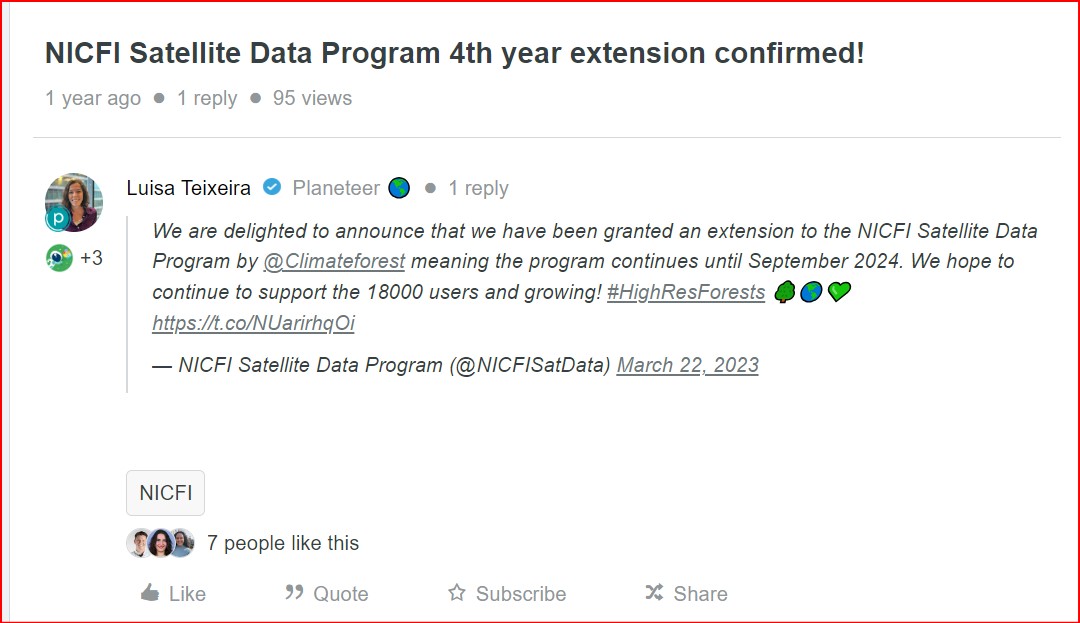 NICFI Satellite Data Program 4th year extension confirmed!
1 year ago ● 1 reply ● 95 views
Luisa Teixeira Planeteer ● 1 reply
p
+3
We are delighted to announce that we have been granted an extension to the NICFI Satellite Data
Program by @Climateforest meaning the program continues until September 2024. We hope to
continue to support the 18000 users and growing! #HighResForests 🌳🌎💚
https://t.co/NUarirhqOi
— NICFI Satellite Data Program (@NICFISatData) March 22, 2023
NICFI
7 people like this
Like Quote Subscribe Share